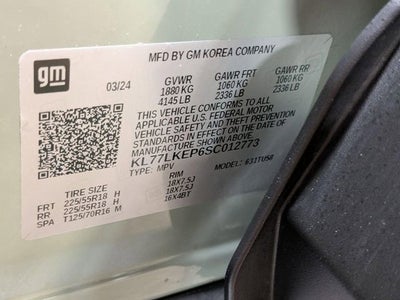 gm
MFD BY GM KOREA COMPANY
03/24 GVWR GAWR FRT GAWR RR
1880 KG 1060 KG 1060 KG
4145 LB 2336 LB 2336 LB
THIS VEHICLE CONFORMS TO ALL
APPLICABLE U.S. FEDERAL MOTOR
VEHICLE SAFETY AND THEFT PREVENTION
STANDARDS IN EFFECT ON THE DATE OF
MANUFACTURE SHOWN ABOVE.
KL77LKEP6SC012773
TYPE: MPV MODEL: 631TU58
TIRE SIZE RIM
FRT 225/55R18 H 18X7.5J
RR 225/55R18 H 18X7.5J
SPA T125/70R16 M 16X4BT